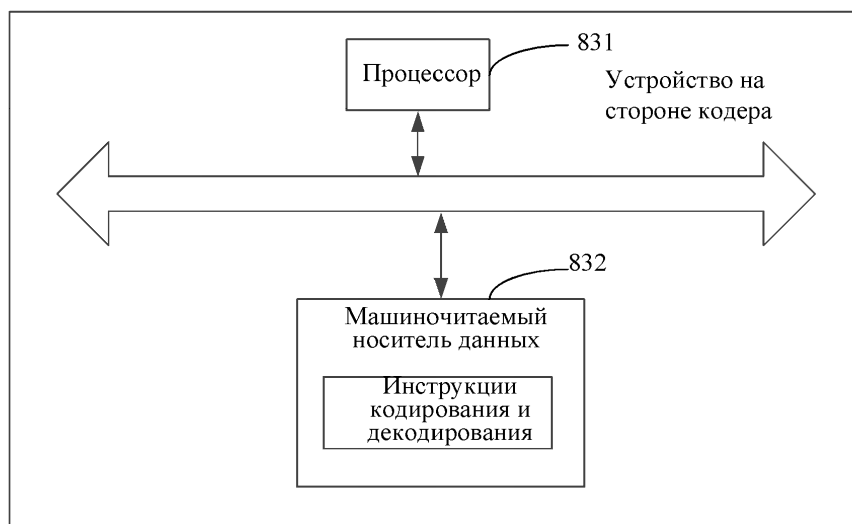 831
Процессор
Устройство на
стороне кодера
832
Машиночитаемый
носитель данных
Инструкции
кодирования и
декодирования